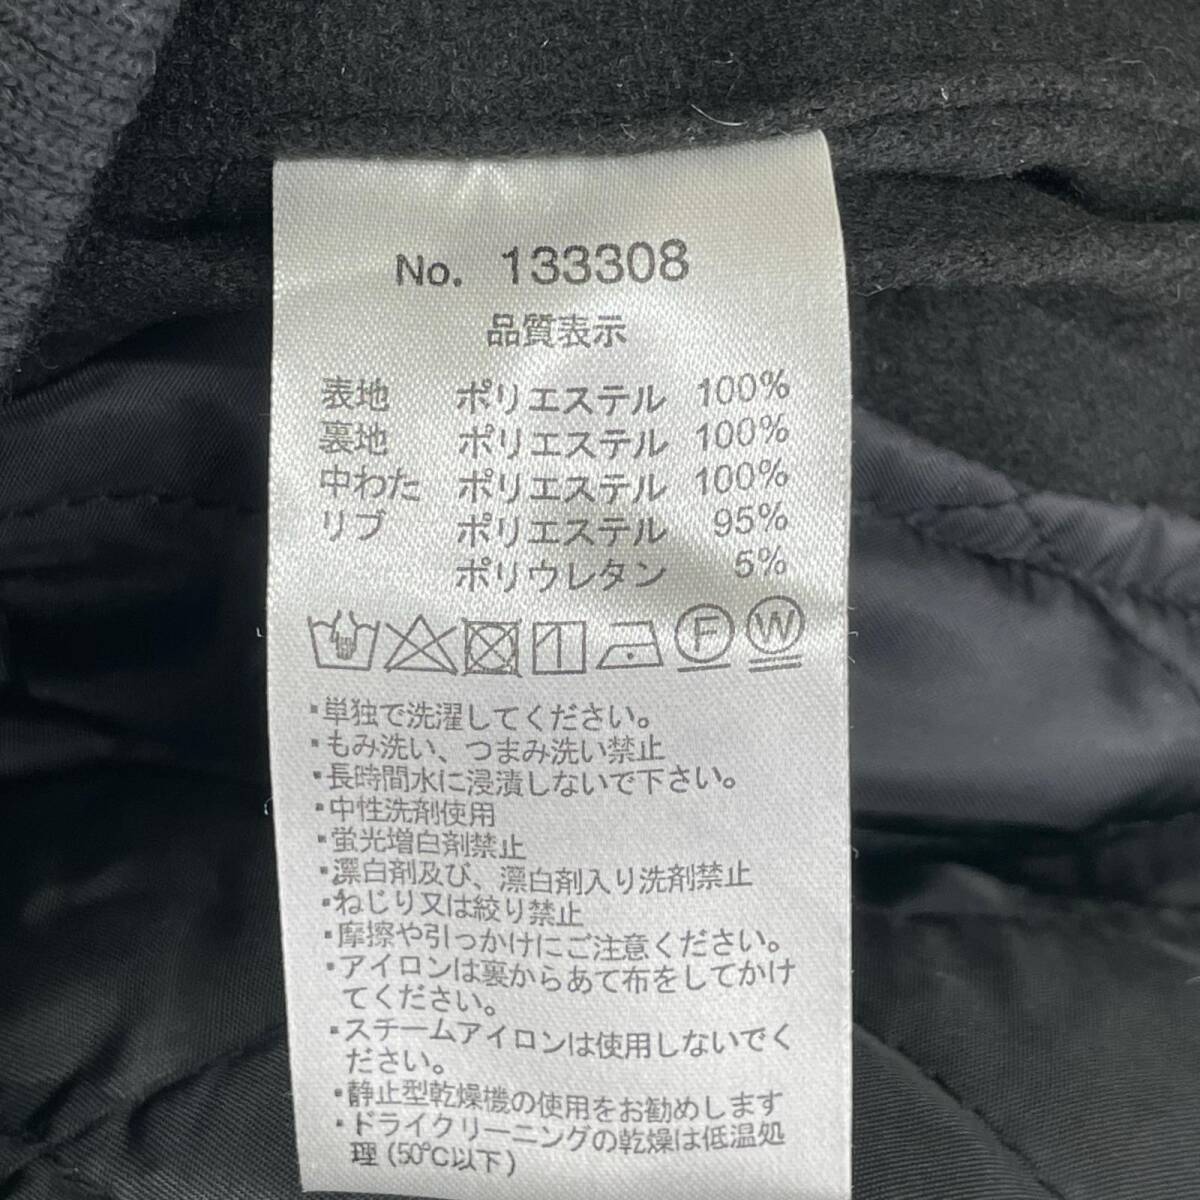 No. 133308
品質表示
表地 ポリエステル 100%
裏地 ポリエステル 100%
中わた ポリエステル 100%
リブ ポリエステル 95%
ポリウレタン 5%
F W
・単独で洗濯してください。
・もみ洗い、つまみ洗い禁止
・長時間水に浸漬しないで下さい。
・中性洗剤使用
・蛍光増白剤禁止
・漂白剤及び、漂白剤入り洗剤禁止
・ねじり又は絞り禁止
・摩擦や引っかけにご注意ください。
・アイロンは裏からあて布をしてかけ
てください。
・スチームアイロンは使用しないでく
ださい。
・静止型乾燥機の使用をお勧めします
・ドライクリーニングの乾燥は低温処
理(50℃以下)